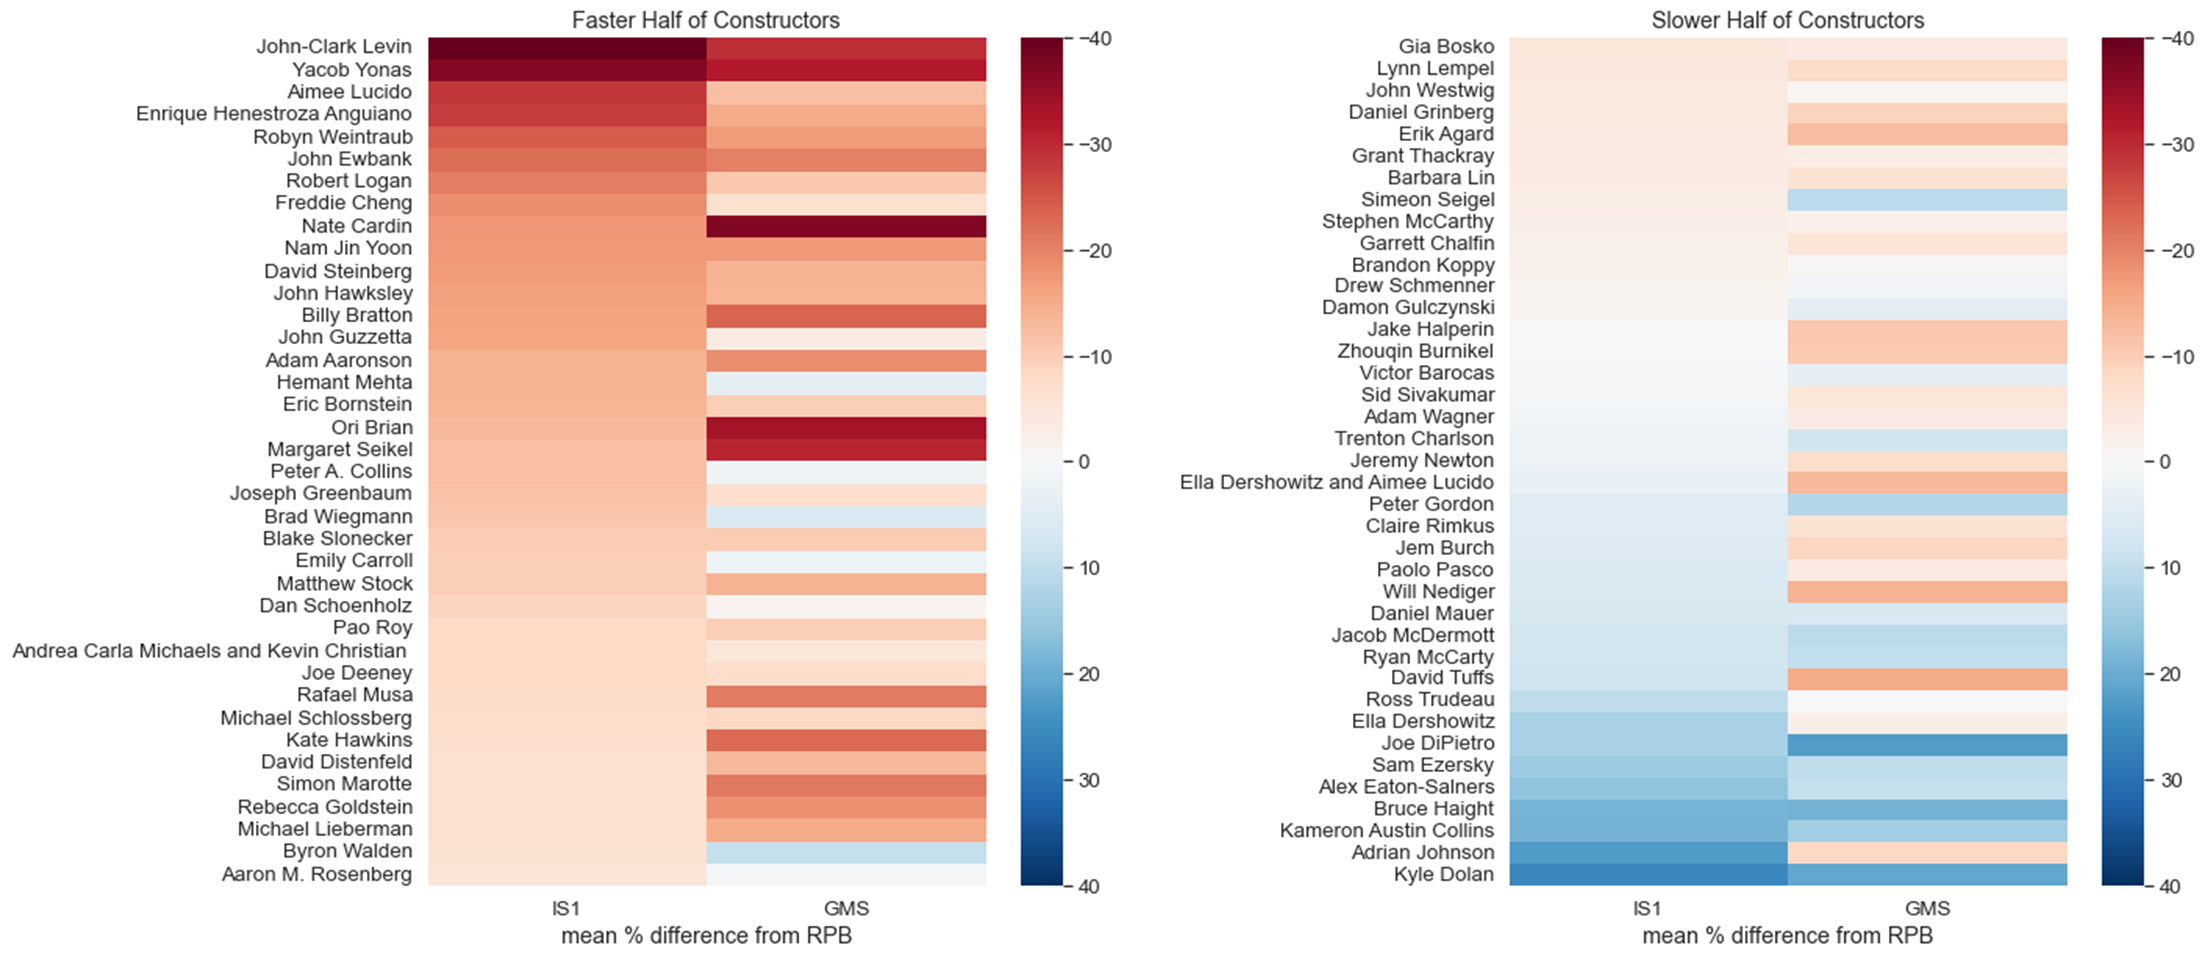 Faster Half of Constructors
John-Clark Levin
Yacob Yonas
Aimee Lucido
Enrique Henestroza Anguiano
Robyn Weintraub
John Ewbank
Robert Logan
Freddie Cheng
Nate Cardin
Nam Jin Yoon
David Steinberg
John Hawksley
Billy Bratton
John Guzzetta
Adam Aaronson
Hemant Mehta
Eric Bornstein
Ori Brian
Margaret Seikel
Peter A. Collins
Joseph Greenbaum
Brad Wiegmann
Blake Slonecker
Emily Carroll
Matthew Stock
Dan Schoenholz
Pao Roy
Andrea Carla Michaels and Kevin Christian
Joe Deeney
Rafael Musa
Michael Schlossberg
Kate Hawkins
David Distenfeld
Simon Marotte
Rebecca Goldstein
Michael Lieberman
Byron Walden
Aaron M. Rosenberg
IS1 GMS
mean % difference from RPB
−40
−30
−20
−10
0
10
20
30
40
Slower Half of Constructors
Gia Bosko
Lynn Lempel
John Westwig
Daniel Grinberg
Erik Agard
Grant Thackray
Barbara Lin
Simeon Seigel
Stephen McCarthy
Garrett Chalfin
Brandon Koppy
Drew Schmenner
Damon Gulczynski
Jake Halperin
Zhouqin Burnikel
Victor Barocas
Sid Sivakumar
Adam Wagner
Trenton Charlson
Jeremy Newton
Ella Dershowitz and Aimee Lucido
Peter Gordon
Claire Rimkus
Jem Burch
Paolo Pasco
Will Nediger
Daniel Mauer
Jacob McDermott
Ryan McCarty
David Tuffs
Ross Trudeau
Ella Dershowitz
Joe DiPietro
Sam Ezersky
Alex Eaton-Salners
Bruce Haight
Kameron Austin Collins
Adrian Johnson
Kyle Dolan
IS1 GMS
mean % difference from RPB
−40
−30
−20
−10
0
10
20
30
40